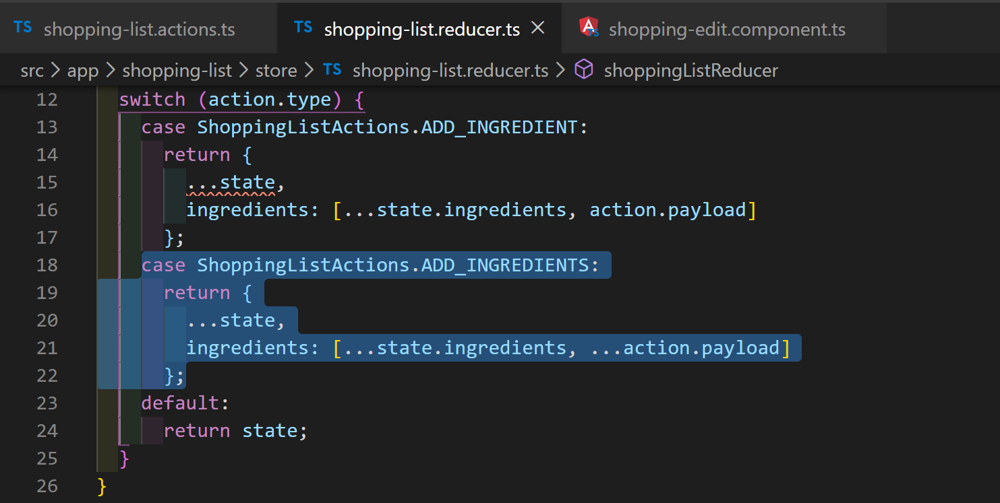 TS shopping-list.actions.ts TS shopping-list.reducer.ts × shopping-edit.component.ts
src > app > shopping-list > store > TS shopping-list.reducer.ts > shoppingListReducer
12 switch (action.type) {
13 case ShoppingListActions.ADD_INGREDIENT:
14 return {
15 ...state,
16 ingredients: [...state.ingredients, action.payload]
17 };
18 case ShoppingListActions.ADD_INGREDIENTS:
19 return {
20 ...state,
21 ingredients: [...state.ingredients, ...action.payload]
22 };
23 default:
24 return state;
25 }
26 }